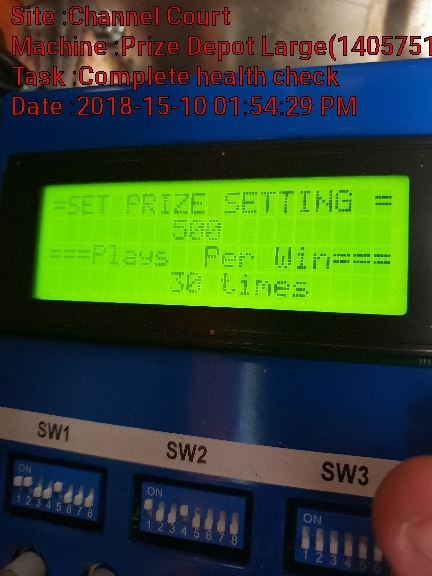 Site :Channel Court
Machine :Prize Depot Large(1405751
Task :Complete health check
Date :2018-15-10 01:54:29 PM
=SET PRIZE SETTING =
500
===Plays Per Win===
30 times
SW1 SW2 SW3
ON ON ON
1 2 3 4 5 6 7 8 1 2 3 4 5 6 7 8 1 2 3 4 5